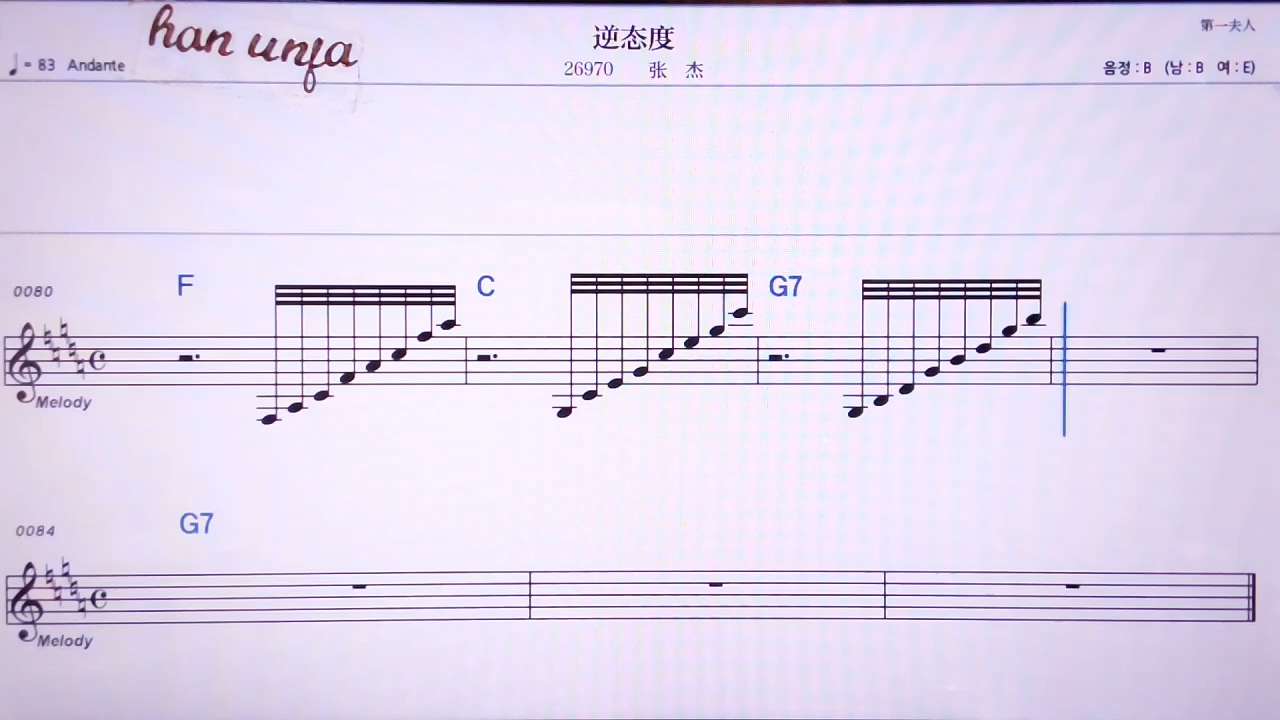 han unja
逆态度
第一夫人
♩= 83 Andante
26970 张 杰
음정 : B (남 : B 여 : E)
0080
F C G7
Melody
0084
G7
Melody